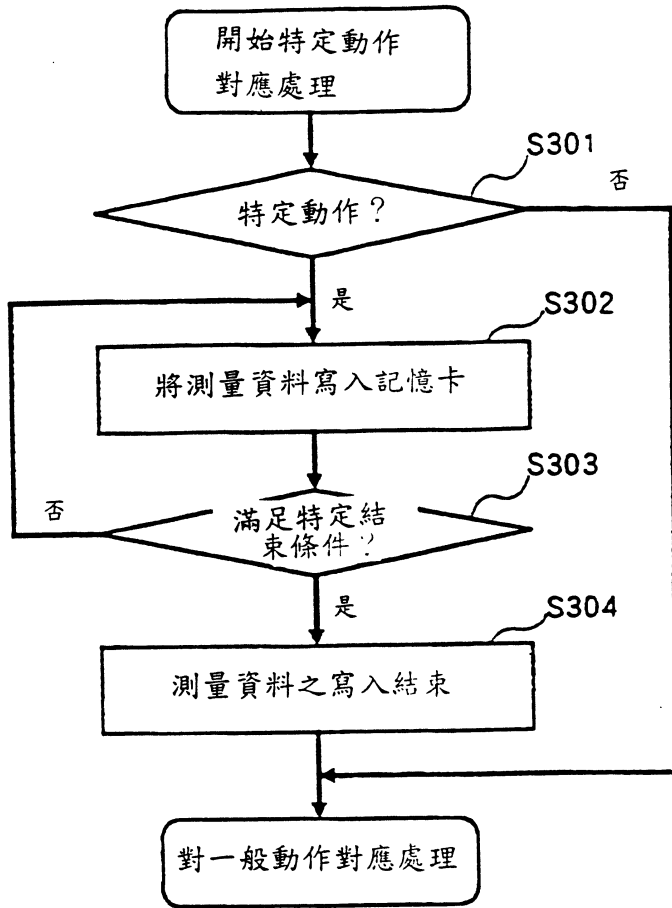 開始特定動作
對應處理
S301
否
特定動作？
是
S302
將測量資料寫入記憶卡
S303
否
滿足特定結
束條件？
是
S304
測量資料之寫入結束
對一般動作對應處理